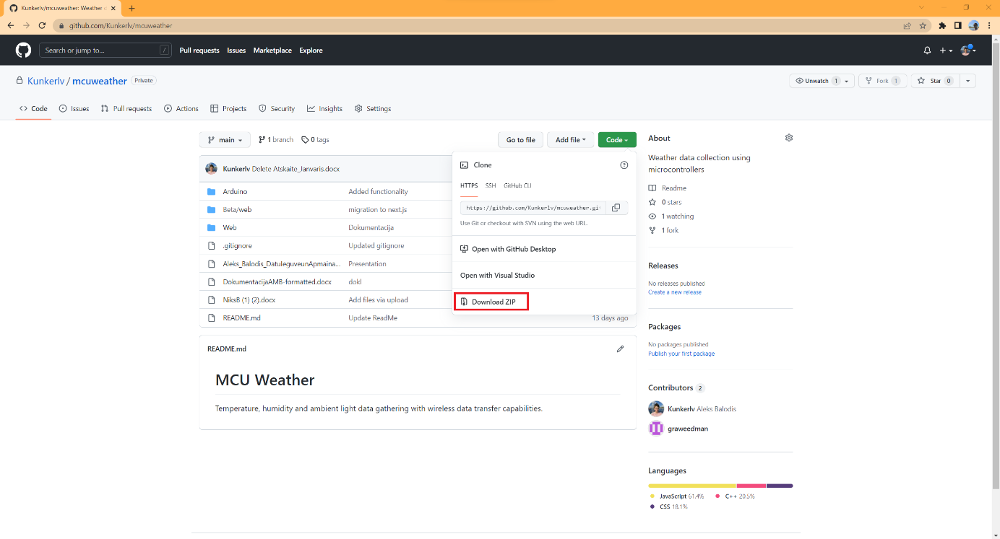 Kunkerlv/mcuweather: Weather
github.com/Kunkerlv/mcuweather
Search or jump to... /
Pull requests Issues Marketplace Explore
Kunkerlv / mcuweather Private
Unwatch 1 Fork 1 Star 0
Code Issues Pull requests Actions Projects Security Insights Settings
main 1 branch 0 tags Go to file Add file Code
Kunkerlv Delete Atskaite_Janvaris.docx
Arduino Added functionality
Beta/web migration to next.js
Web Dokumentacija
.gitignore Updated gitignore
Aleks_Balodis_DatuleguveunApmaina... Presentation
DokumentacijaAMB-formatted.docx dokl
NiksB (1) (2).docx Add files via upload
README.md Update ReadMe 13 days ago
Clone
HTTPS SSH GitHub CLI
https://github.com/Kunkerlv/mcuweather.git
Use Git or checkout with SVN using the web URL.
Open with GitHub Desktop
Open with Visual Studio
Download ZIP
README.md
MCU Weather
Temperature, humidity and ambient light data gathering with wireless data transfer capabilities.
About
Weather data collection using
microcontrollers
Readme
0 stars
1 watching
1 fork
Releases
No releases published
Create a new release
Packages
No packages published
Publish your first package
Contributors 2
Kunkerlv Aleks Balodis
graweedman
Languages
JavaScript 61.4% C++ 20.5%
CSS 18.1%